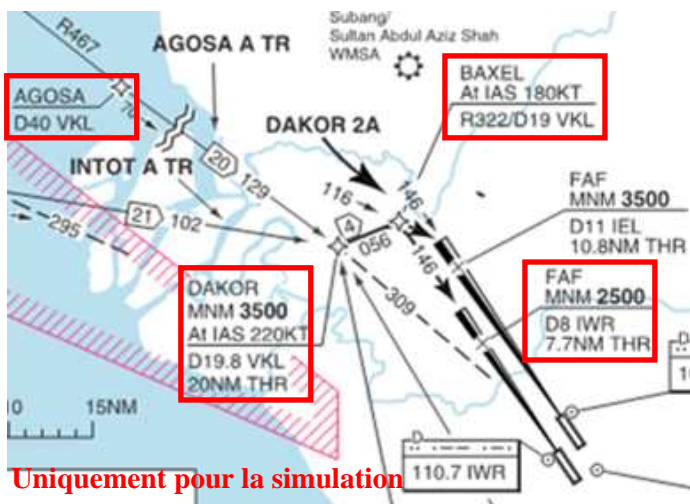 Subang/
Sultan Abdul Aziz Shah
WMSA
R467
AGOSA A TR
AGOSA
D40 VKL
70
BAXEL
At IAS 180KT
R322/D19 VKL
DAKOR 2A
INTOT A TR
20
129
116
146
FAF
MNM 3500
D11 IEL
10.8NM THR
21
102
295
4
056
146
DAKOR
MNM 3500
At IAS 220KT
D19.8 VKL
20NM THR
309
FAF
MNM 2500
D8 IWR
7.7NM THR
0
15NM
D
110.7 IWR
D
Uniquement pour la simulation